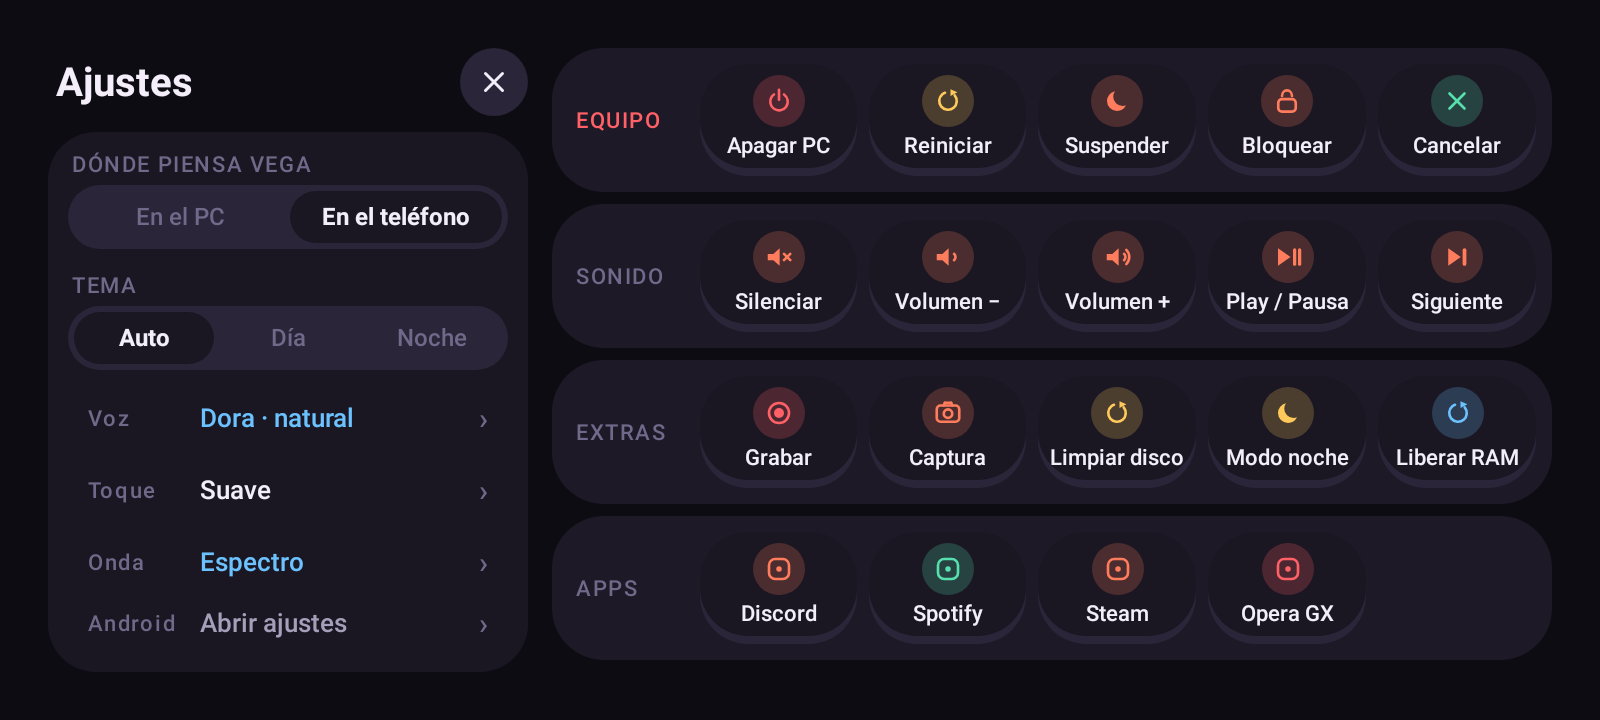 Ajustes
DÓNDE PIENSA VEGA
En el PC
En el teléfono
TEMA
Auto
Día
Noche
Voz
Dora · natural
Toque
Suave
Onda
Espectro
Android
Abrir ajustes
EQUIPO
Apagar PC
Reiniciar
Suspender
Bloquear
Cancelar
SONIDO
Silenciar
Volumen −
Volumen +
Play / Pausa
Siguiente
EXTRAS
Grabar
Captura
Limpiar disco
Modo noche
Liberar RAM
APPS
Discord
Spotify
Steam
Opera GX